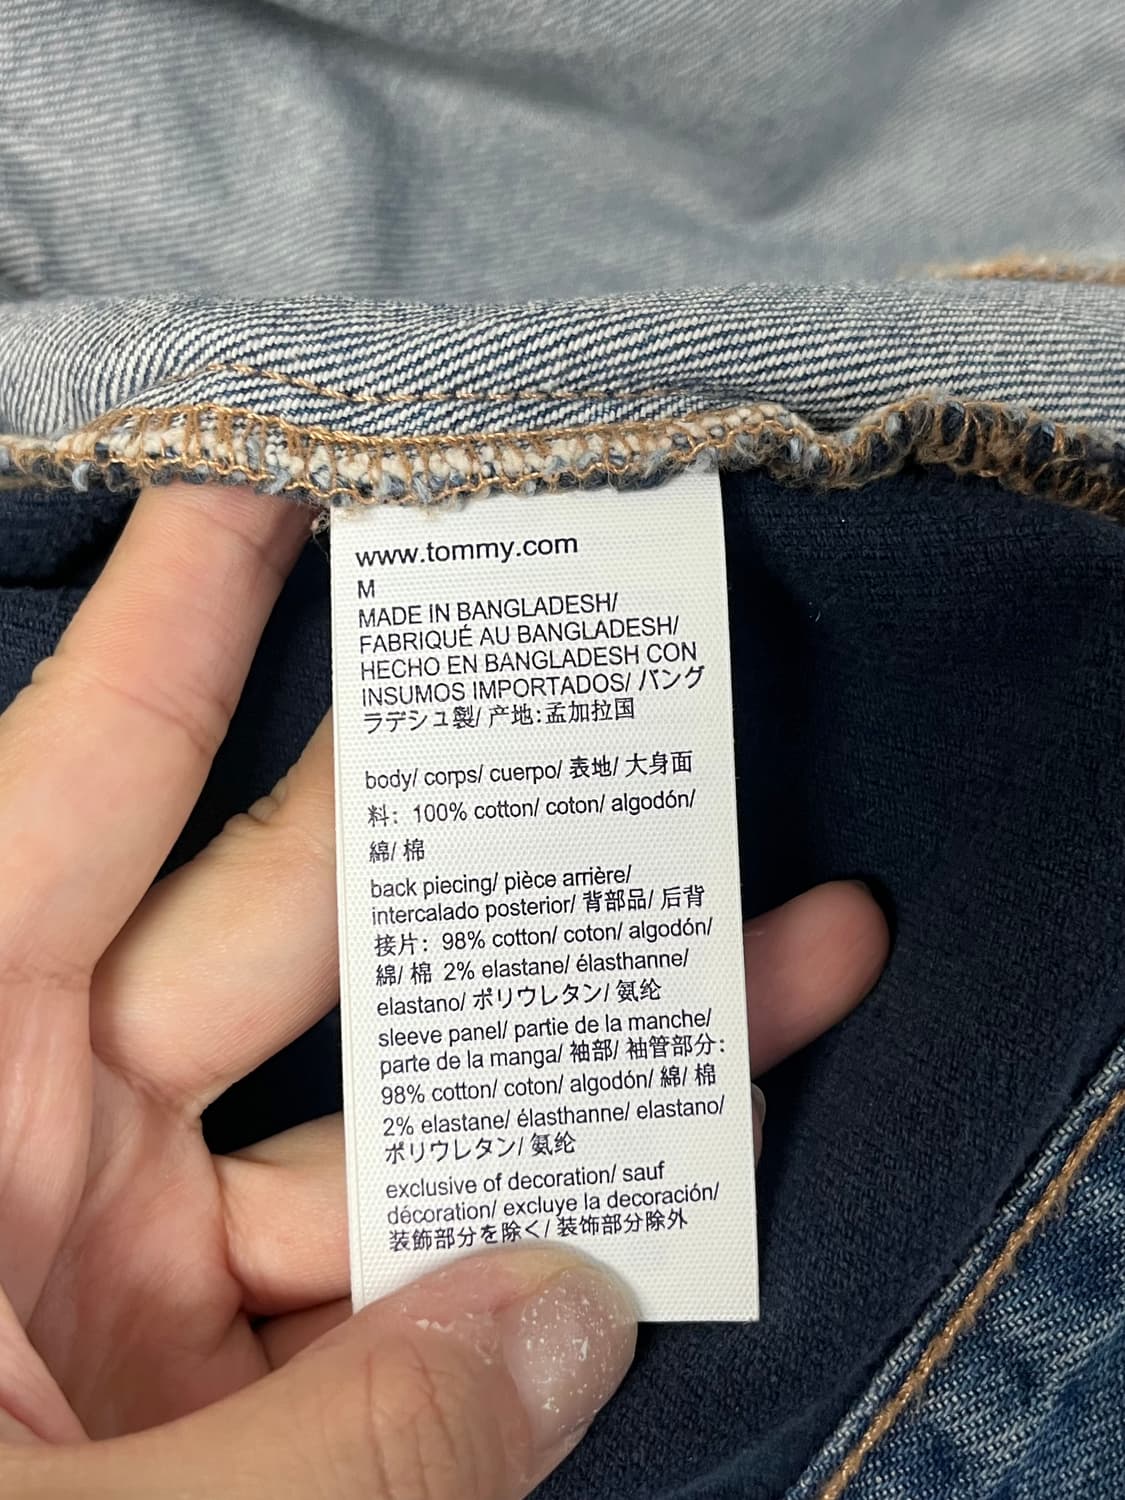 www.tommy.com
M
MADE IN BANGLADESH/
FABRIQUÉ AU BANGLADESH/
HECHO EN BANGLADESH CON
INSUMOS IMPORTADOS/ バング
ラデシュ製/ 产地:孟加拉国
body/ corps/ cuerpo/ 表地/ 大身面
料: 100% cotton/ coton/ algodón/
綿/ 棉
back piecing/ pièce arrière/
intercalado posterior/ 背部品/ 后背
接片: 98% cotton/ coton/ algodón/
綿/ 棉 2% elastane/ élasthanne/
elastano/ ポリウレタン/ 氨纶
sleeve panel/ partie de la manche/
parte de la manga/ 袖部/ 袖管部分:
98% cotton/ coton/ algodón/ 綿/ 棉
2% elastane/ élasthanne/ elastano/
ポリウレタン/ 氨纶
exclusive of decoration/ sauf
décoration/ excluye la decoración/
装飾部分を除く/ 装饰部分除外